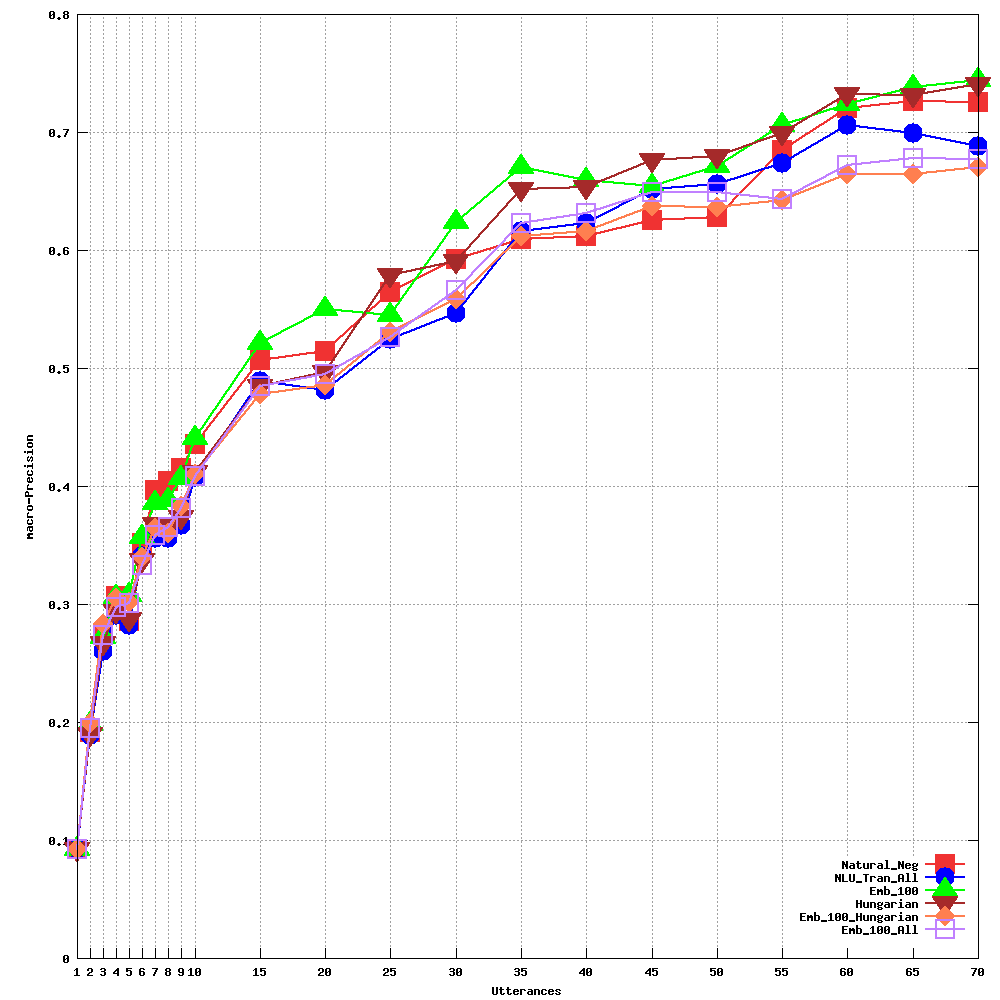 0.8
0.7
0.6
0.5
0.4
0.3
0.2
0.1
0
macro-Precision
Natural_Neg
NLU_Tran_All
Emb_100
Hungarian
Emb_100_Hungarian
Emb_100_All
1 2 3 4 5 6 7 8 9 10 15 20 25 30 35 40 45 50 55 60 65 70
Utterances